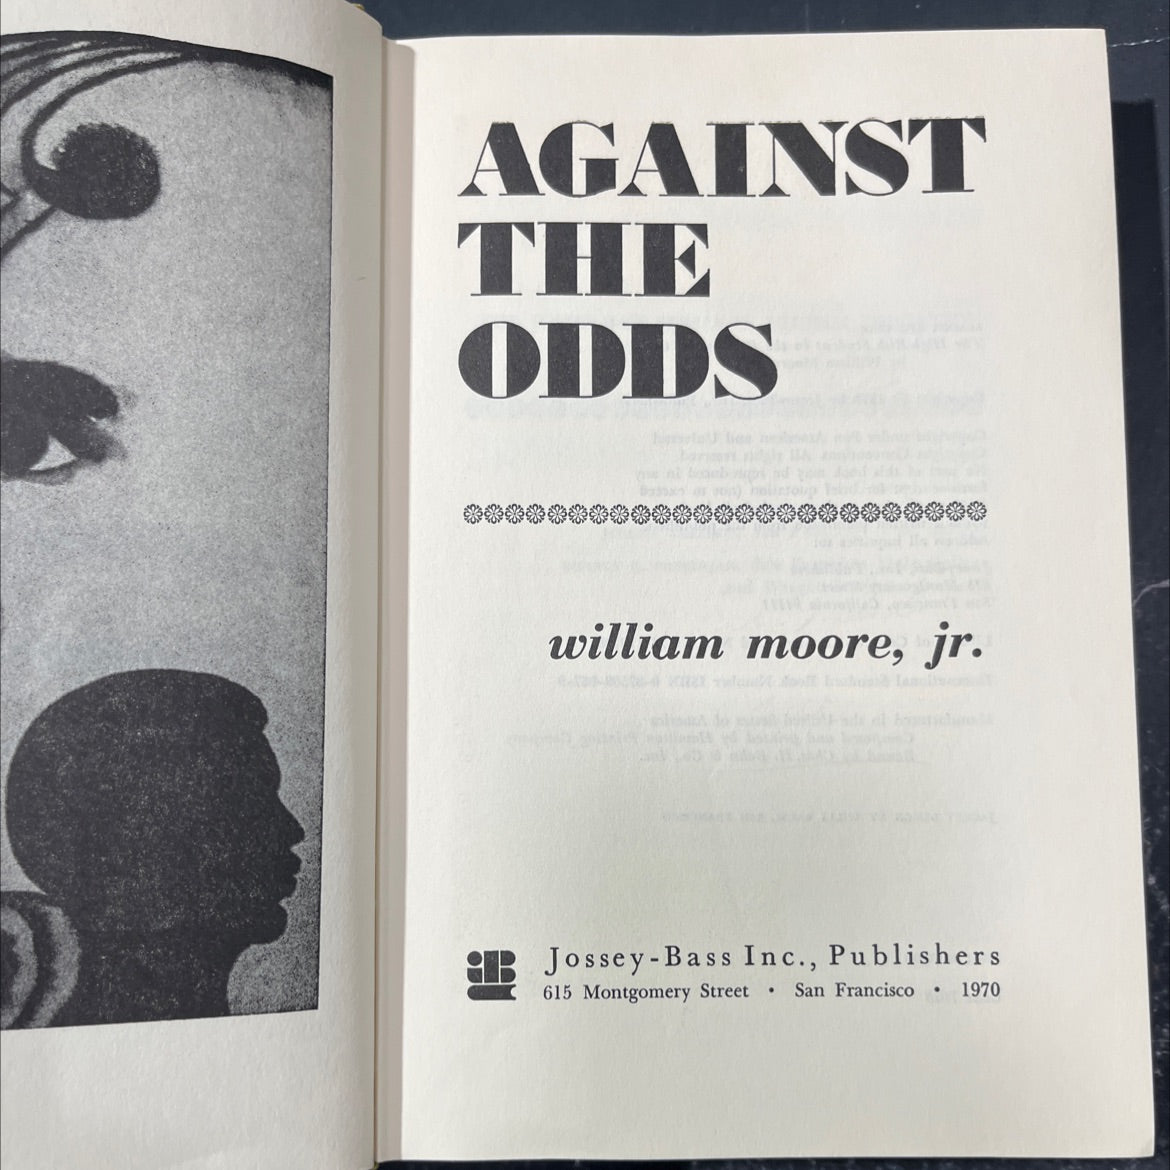 AGAINST
THE
ODDS
william moore, jr.
Jossey-Bass Inc., Publishers
615 Montgomery Street • San Francisco • 1970